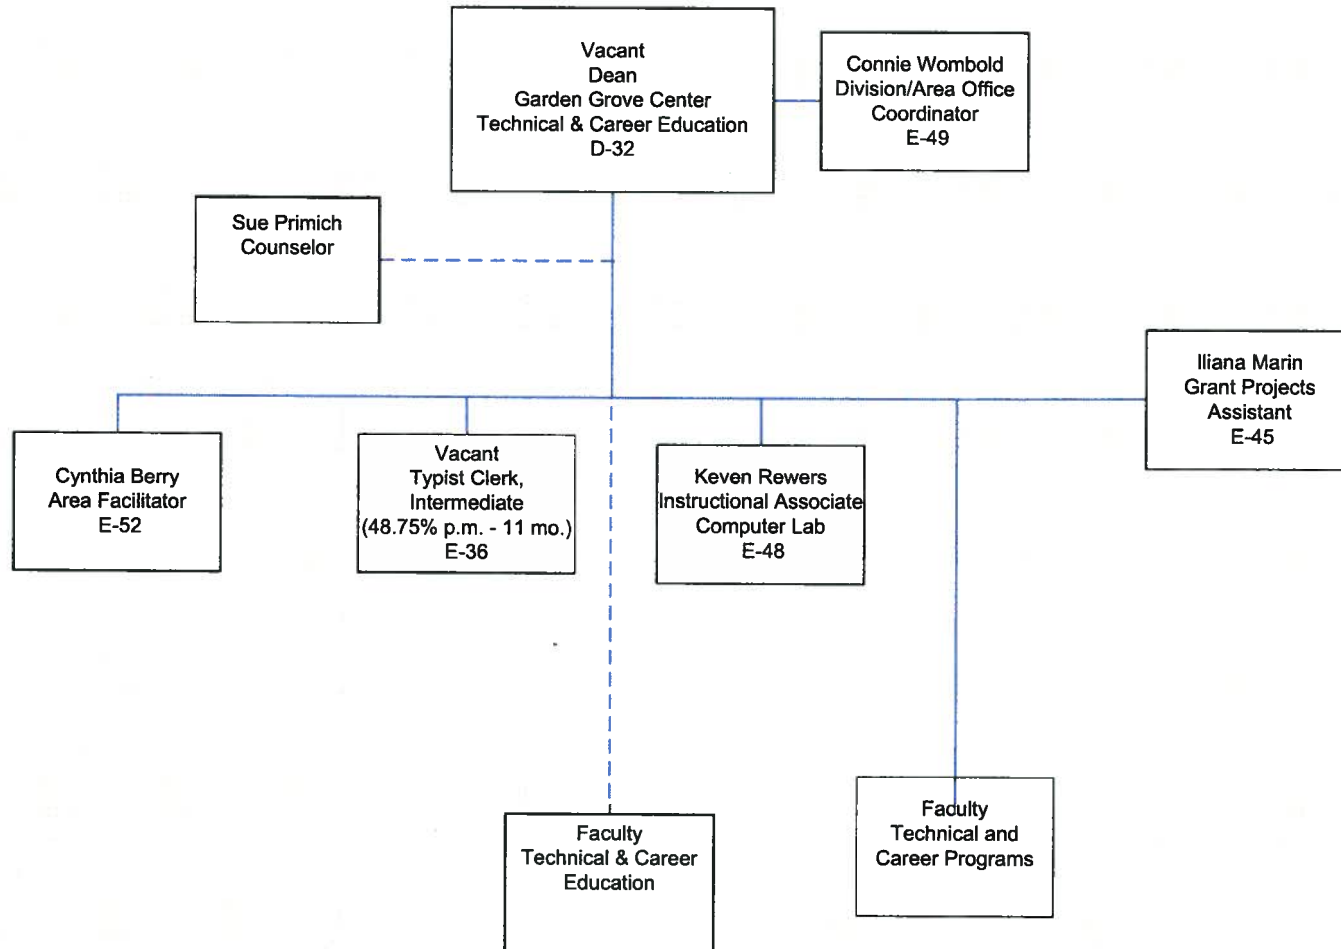 Vacant
Dean
Garden Grove Center
Technical & Career Education
D-32
Connie Wombold
Division/Area Office
Coordinator
E-49
Sue Primich
Counselor
Iliana Marin
Grant Projects
Assistant
E-45
Cynthia Berry
Area Facilitator
E-52
Vacant
Typist Clerk,
Intermediate
(48.75% p.m. - 11 mo.)
E-36
Keven Rewers
Instructional Associate
Computer Lab
E-48
Faculty
Technical & Career
Education
Faculty
Technical and
Career Programs